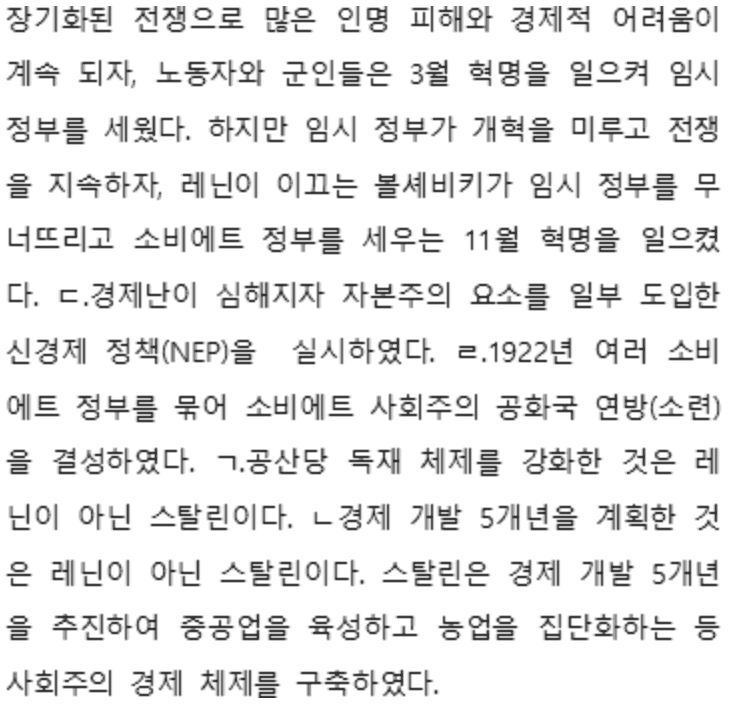 장기화된 전쟁으로 많은 인명 피해와 경제적 어려움이
계속 되자, 노동자와 군인들은 3월 혁명을 일으켜 임시
정부를 세웠다. 하지만 임시 정부가 개혁을 미루고 전쟁
을 지속하자, 레닌이 이끄는 볼셰비키가 임시 정부를 무
너뜨리고 소비에트 정부를 세우는 11월 혁명을 일으켰
다. ㄷ.경제난이 심해지자 자본주의 요소를 일부 도입한
신경제 정책(NEP)을 실시하였다. ㄹ.1922년 여러 소비
에트 정부를 묶어 소비에트 사회주의 공화국 연방(소련)
을 결성하였다. ㄱ.공산당 독재 체제를 강화한 것은 레
닌이 아닌 스탈린이다. ㄴ경제 개발 5개년을 계획한 것
은 레닌이 아닌 스탈린이다. 스탈린은 경제 개발 5개년
을 추진하여 중공업을 육성하고 농업을 집단화하는 등
사회주의 경제 체제를 구축하였다.